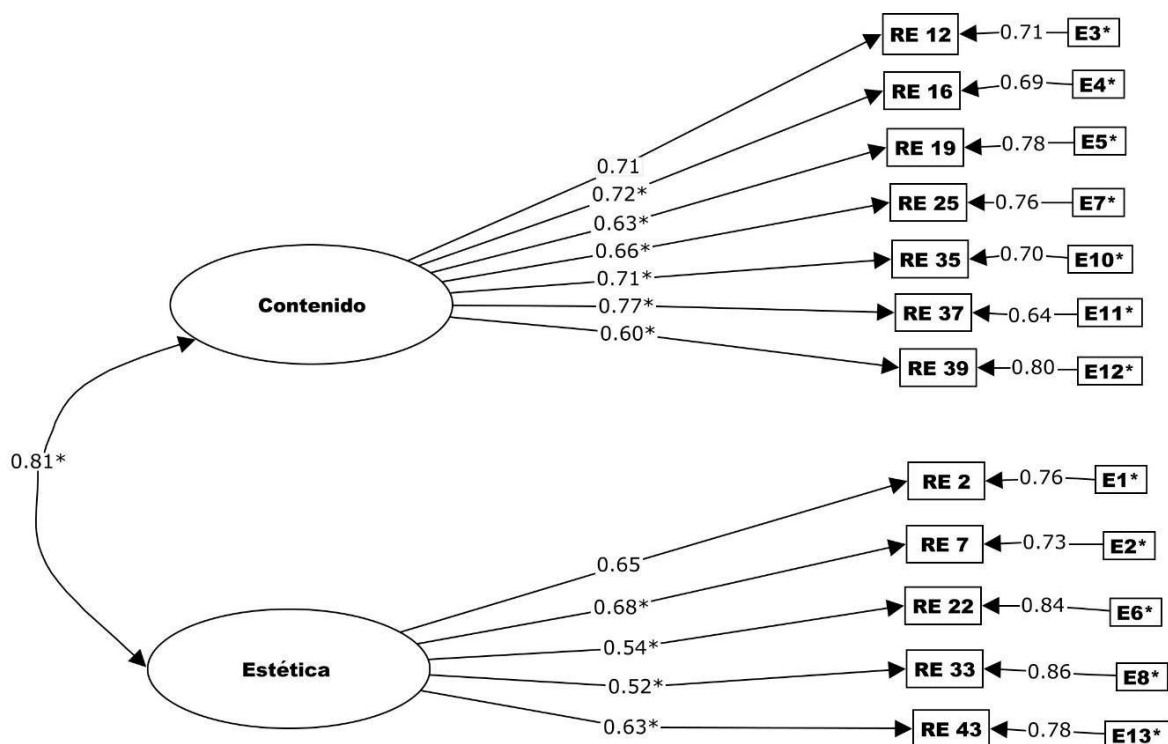 RE 12 0.71 E3*
RE 16 0.69 E4*
RE 19 0.78 E5*
RE 25 0.76 E7*
RE 35 0.70 E10*
RE 37 0.64 E11*
RE 39 0.80 E12*
0.71
0.72*
0.63*
0.66*
0.71*
0.77*
0.60*
Contenido
0.81*
RE 2 0.76 E1*
RE 7 0.73 E2*
RE 22 0.84 E6*
RE 33 0.86 E8*
RE 43 0.78 E13*
0.65
0.68*
0.54*
0.52*
0.63*
Estética